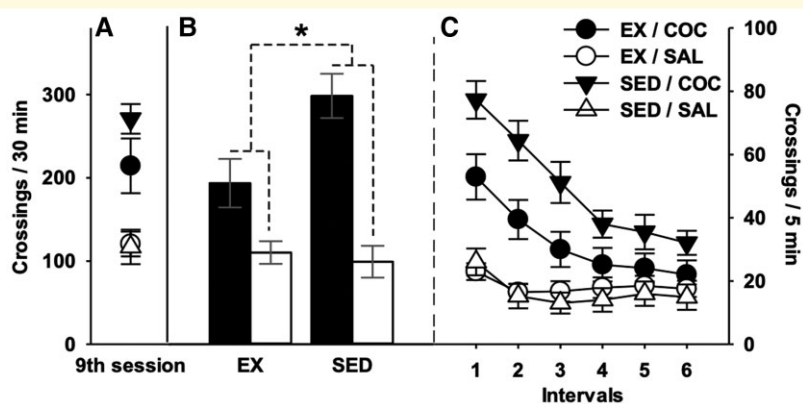 A
B
*
C
EX / COC
EX / SAL
SED / COC
SED / SAL
Crossings / 30 min
300
200
100
0
9th session
EX
SED
1 2 3 4 5 6
Intervals
100
80
60
40
20
0
Crossings / 5 min